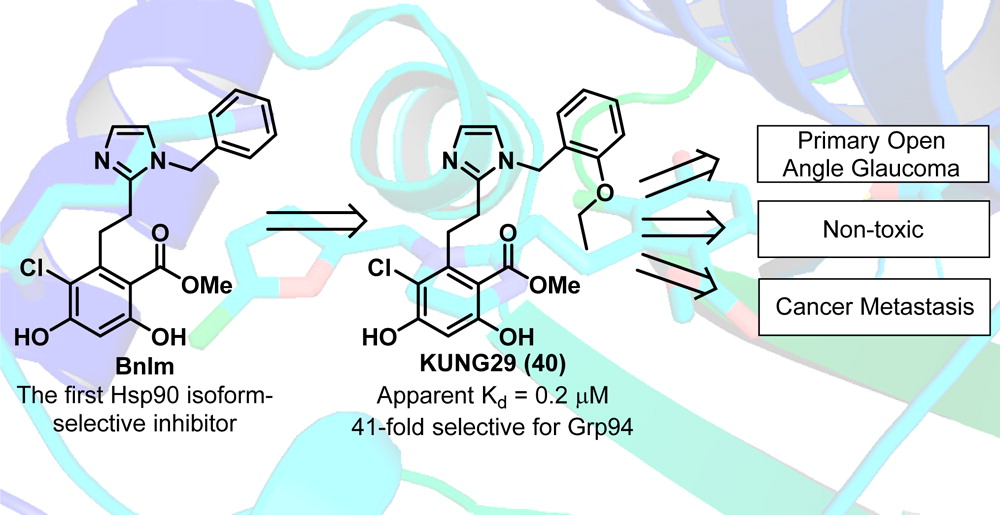 N
N
Cl
O
OMe
HO
OH
BnIm
The first Hsp90 isoform-
selective inhibitor
N
N
O
Cl
O
OMe
HO
OH
KUNG29 (40)
Apparent Kd = 0.2 μM
41-fold selective for Grp94
Primary Open
Angle Glaucoma
Non-toxic
Cancer Metastasis